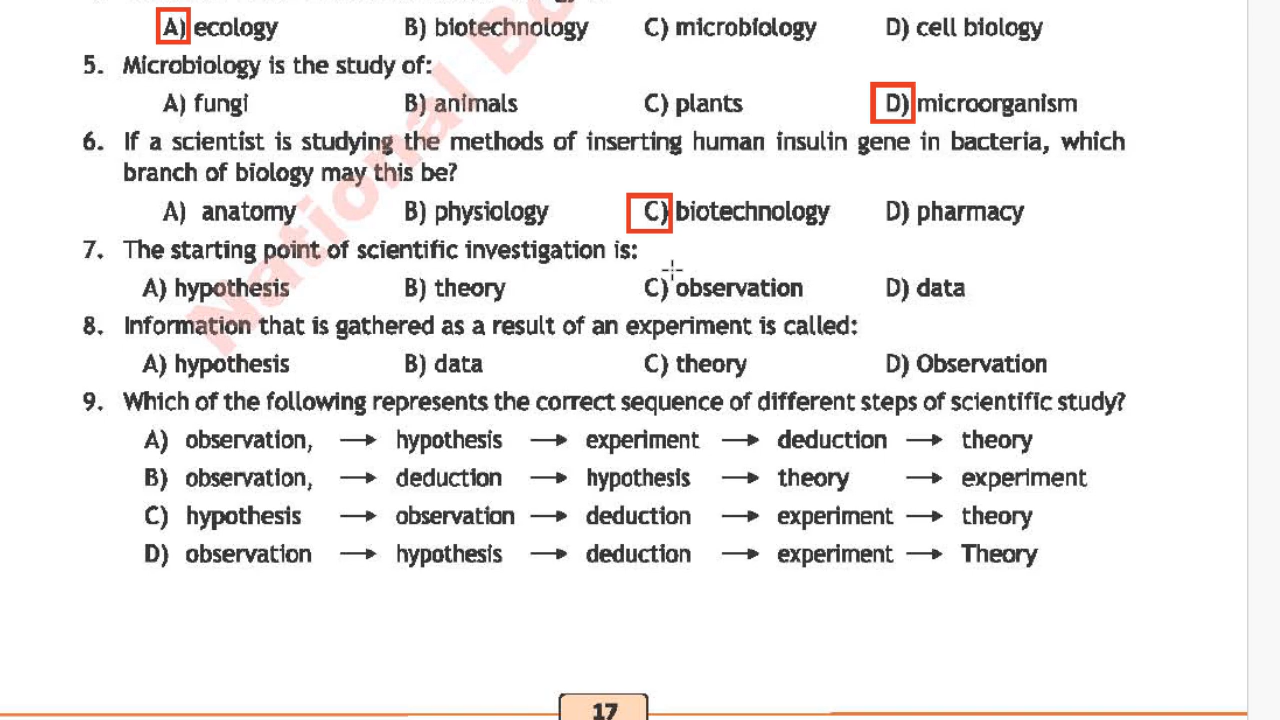 A) ecology B) biotechnology C) microbiology D) cell biology
5. Microbiology is the study of:
A) fungi B) animals C) plants D) microorganism
6. If a scientist is studying the methods of inserting human insulin gene in bacteria, which
branch of biology may this be?
A) anatomy B) physiology C) biotechnology D) pharmacy
7. The starting point of scientific investigation is:
A) hypothesis B) theory C) observation D) data
8. Information that is gathered as a result of an experiment is called:
A) hypothesis B) data C) theory D) Observation
9. Which of the following represents the correct sequence of different steps of scientific study?
A) observation, → hypothesis → experiment → deduction → theory
B) observation, → deduction → hypothesis → theory → experiment
C) hypothesis → observation → deduction → experiment → theory
D) observation → hypothesis → deduction → experiment → Theory
National Bo
17